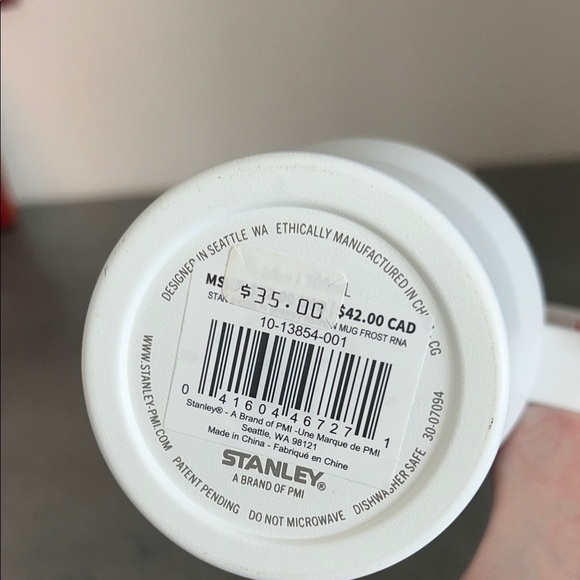 DESIGNED IN SEATTLE WA ETHICALLY MANUFACTURED IN CH CG
$35.00
MS $42.00 CAD
STAN MUG FROST RNA
10-13854-001
0 41604 46727 1
Stanley® - A Brand of PMI -Une Marque de PMI
Seattle, WA 98121
Made in China - Fabriqué en Chine
STANLEY®
A BRAND OF PMI
WWW.STANLEY-PMI.COM PATENT PENDING DO NOT MICROWAVE DISHWASHER SAFE 30-07094